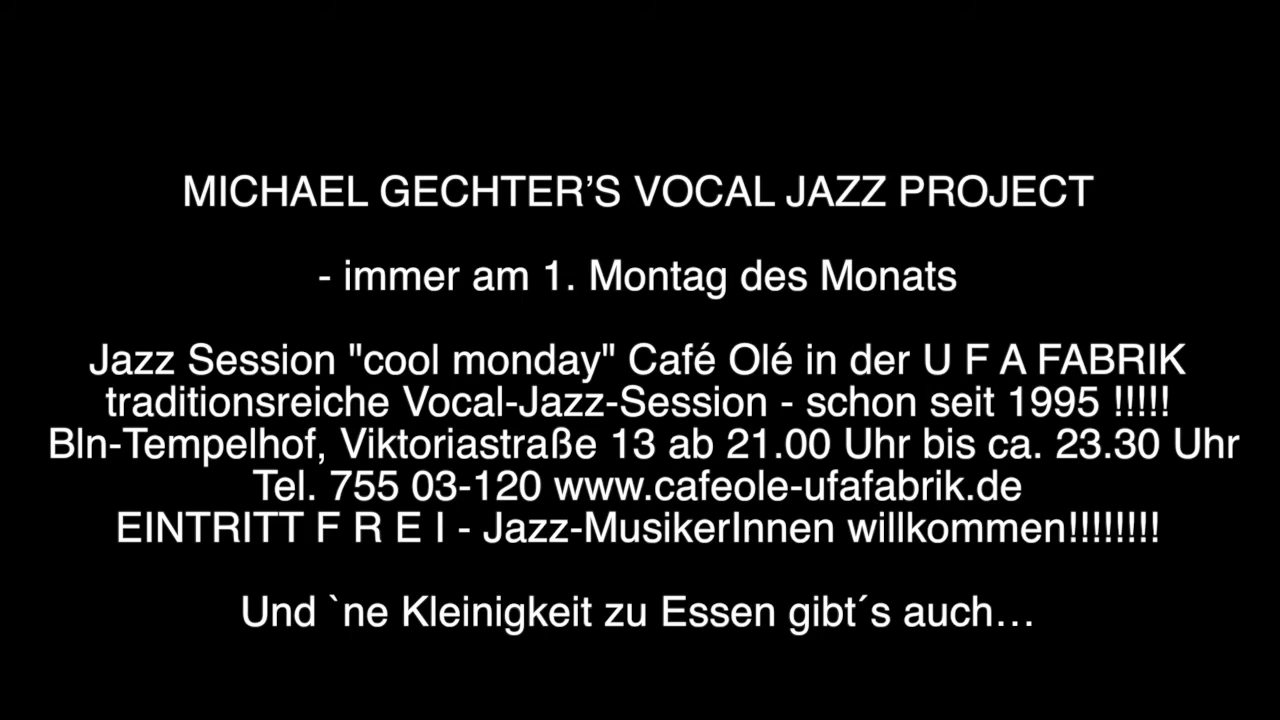 MICHAEL GECHTER’S VOCAL JAZZ PROJECT
- immer am 1. Montag des Monats
Jazz Session "cool monday" Café Olé in der U F A FABRIK
traditionsreiche Vocal-Jazz-Session - schon seit 1995 !!!!!
Bln-Tempelhof, Viktoriastraße 13 ab 21.00 Uhr bis ca. 23.30 Uhr
Tel. 755 03-120 www.cafeole-ufafabrik.de
EINTRITT F R E I - Jazz-MusikerInnen willkommen!!!!!!!!
Und `ne Kleinigkeit zu Essen gibt´s auch…